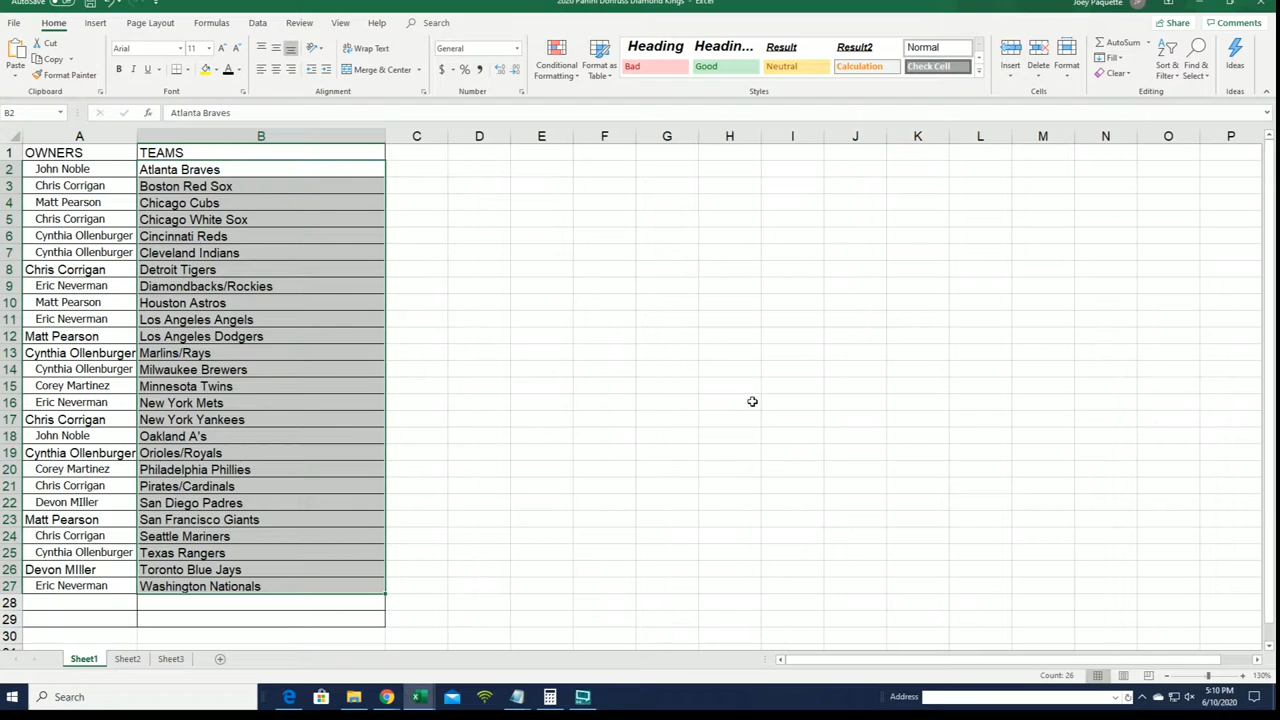 AutoSave Off
2020 Panini Donruss Diamond Kings - Excel
Joey Paquette JP
File Home Insert Page Layout Formulas Data Review View Help Search
Share Comments
Paste
Cut
Copy
Format Painter
Clipboard
Arial 11
B I U
Font
Wrap Text
Merge & Center
Alignment
General
$ % ,
Number
Conditional Formatting
Format as Table
Heading Headin... Result Result2 Normal
Bad Good Neutral Calculation Check Cell
Styles
Insert Delete Format
Cells
AutoSum
Fill
Clear
Sort & Filter
Find & Select
Editing
Ideas
Ideas
B2 fx Atlanta Braves
A B C D E F G H I J K L M N O P
1 OWNERS TEAMS
2 John Noble Atlanta Braves
3 Chris Corrigan Boston Red Sox
4 Matt Pearson Chicago Cubs
5 Chris Corrigan Chicago White Sox
6 Cynthia Ollenburger Cincinnati Reds
7 Cynthia Ollenburger Cleveland Indians
8 Chris Corrigan Detroit Tigers
9 Eric Neverman Diamondbacks/Rockies
10 Matt Pearson Houston Astros
11 Eric Neverman Los Angeles Angels
12 Matt Pearson Los Angeles Dodgers
13 Cynthia Ollenburger Marlins/Rays
14 Cynthia Ollenburger Milwaukee Brewers
15 Corey Martinez Minnesota Twins
16 Eric Neverman New York Mets
17 Chris Corrigan New York Yankees
18 John Noble Oakland A's
19 Cynthia Ollenburger Orioles/Royals
20 Corey Martinez Philadelphia Phillies
21 Chris Corrigan Pirates/Cardinals
22 Devon MIller San Diego Padres
23 Matt Pearson San Francisco Giants
24 Chris Corrigan Seattle Mariners
25 Cynthia Ollenburger Texas Rangers
26 Devon MIller Toronto Blue Jays
27 Eric Neverman Washington Nationals
28
29
30
Sheet1 Sheet2 Sheet3
Count: 26 130%
Search
Address
5:10 PM
6/10/2020